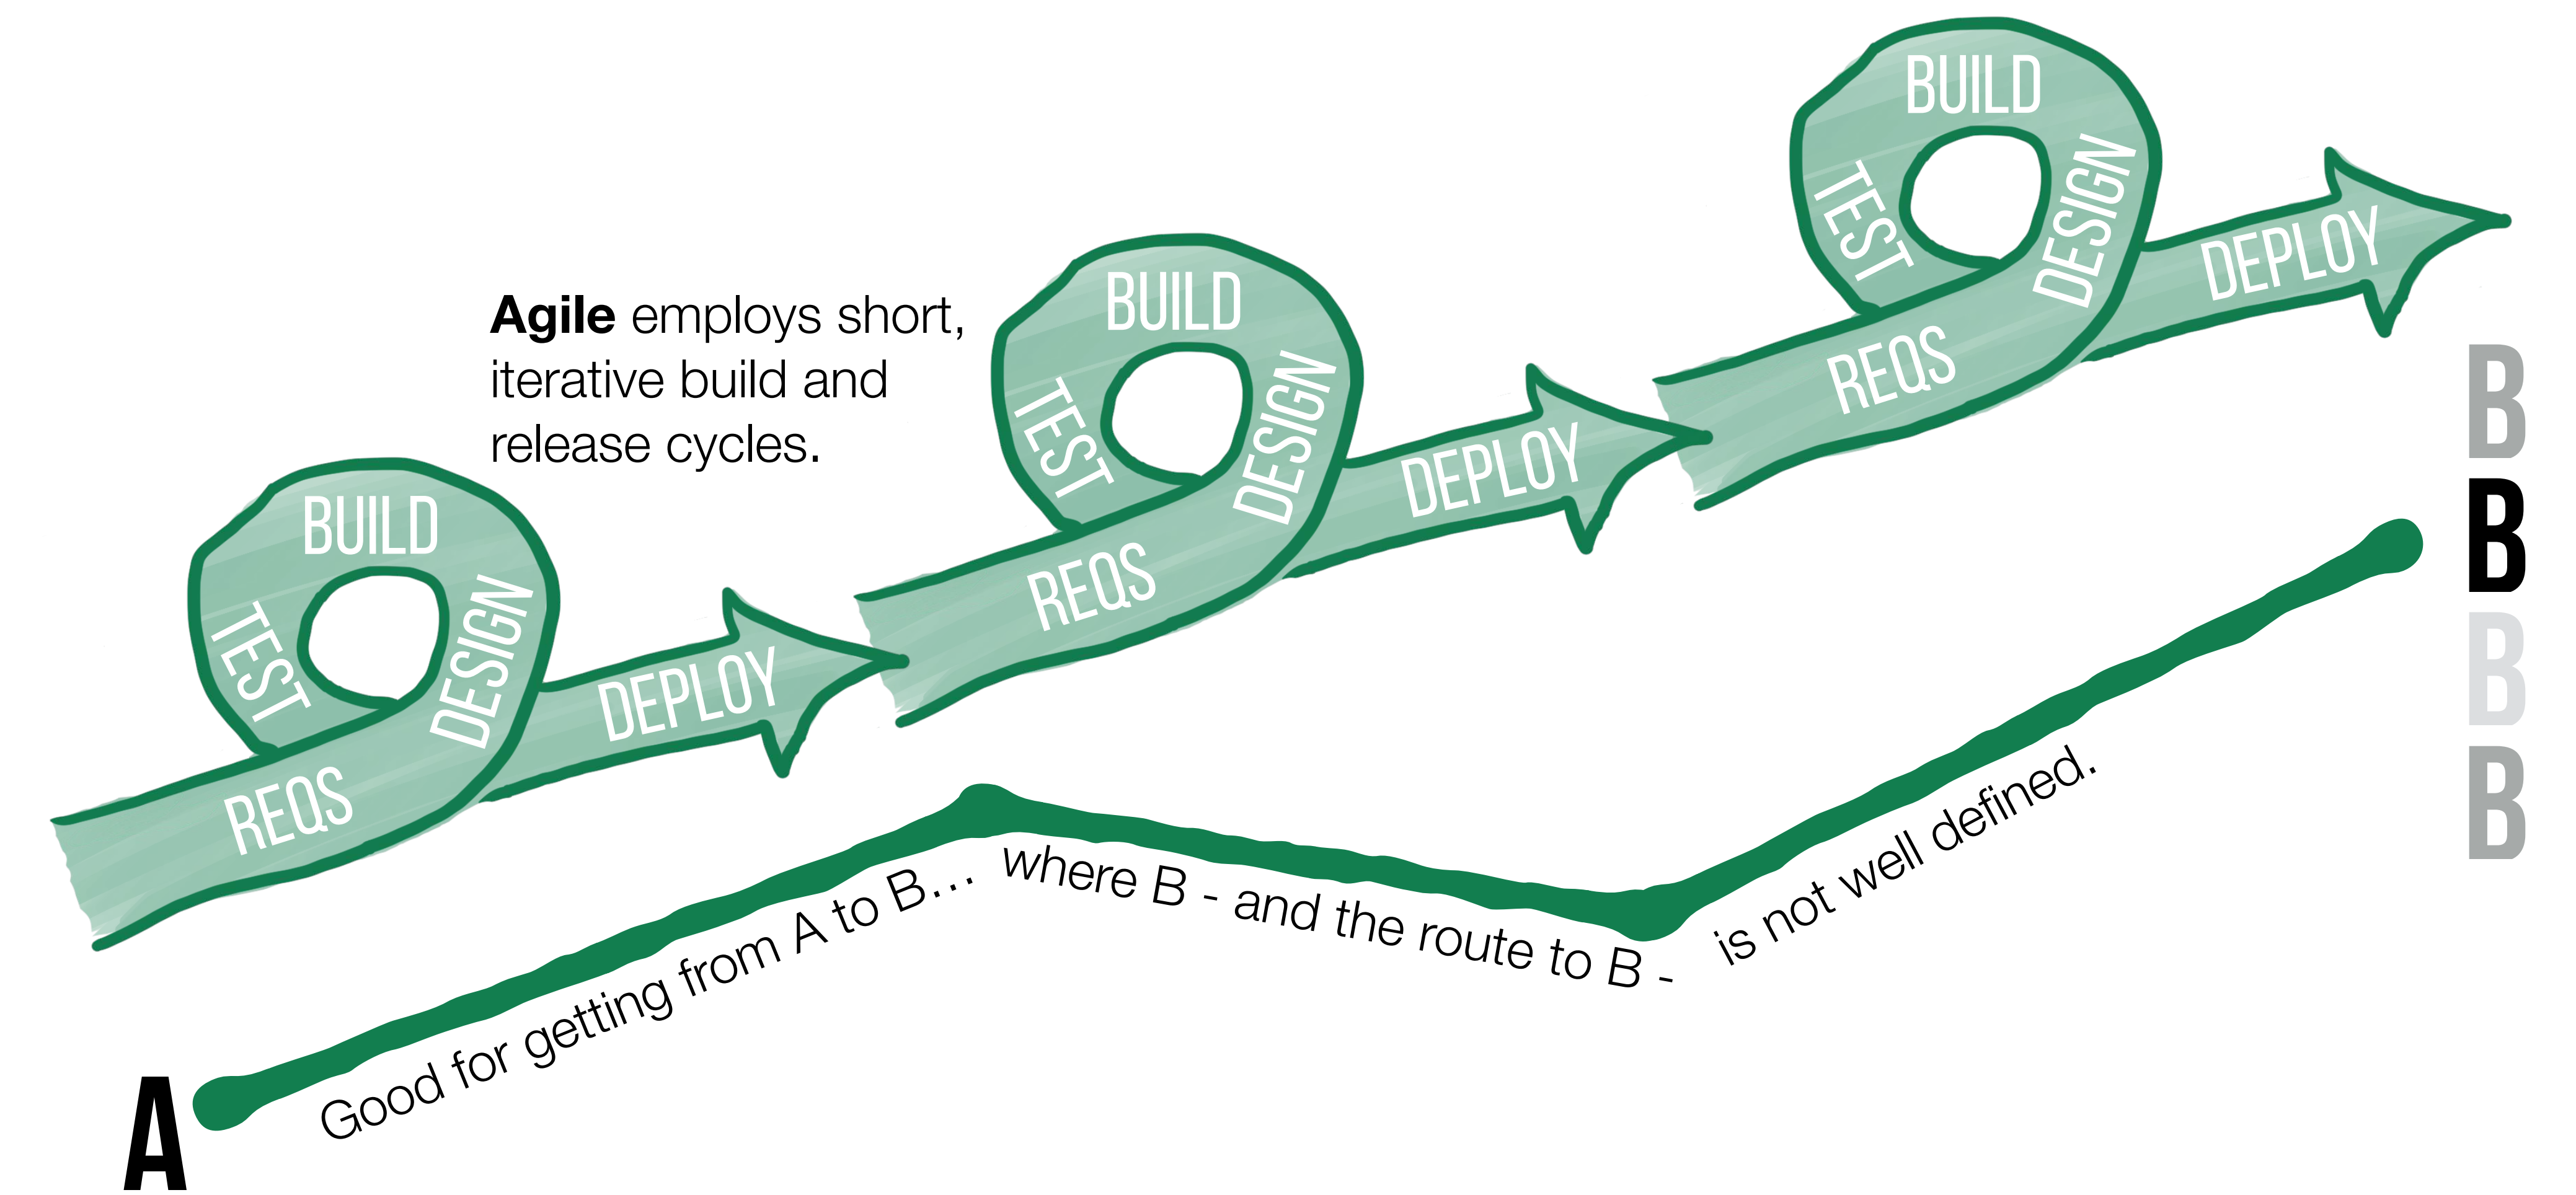 Agile employs short,
iterative build and
release cycles.
REQS
DESIGN
BUILD
TEST
DEPLOY
REQS
DESIGN
BUILD
TEST
DEPLOY
REQS
DESIGN
BUILD
TEST
DEPLOY
A
Good for getting from A to B...
where B - and the route to B -
is not well defined.
B
B
B
B